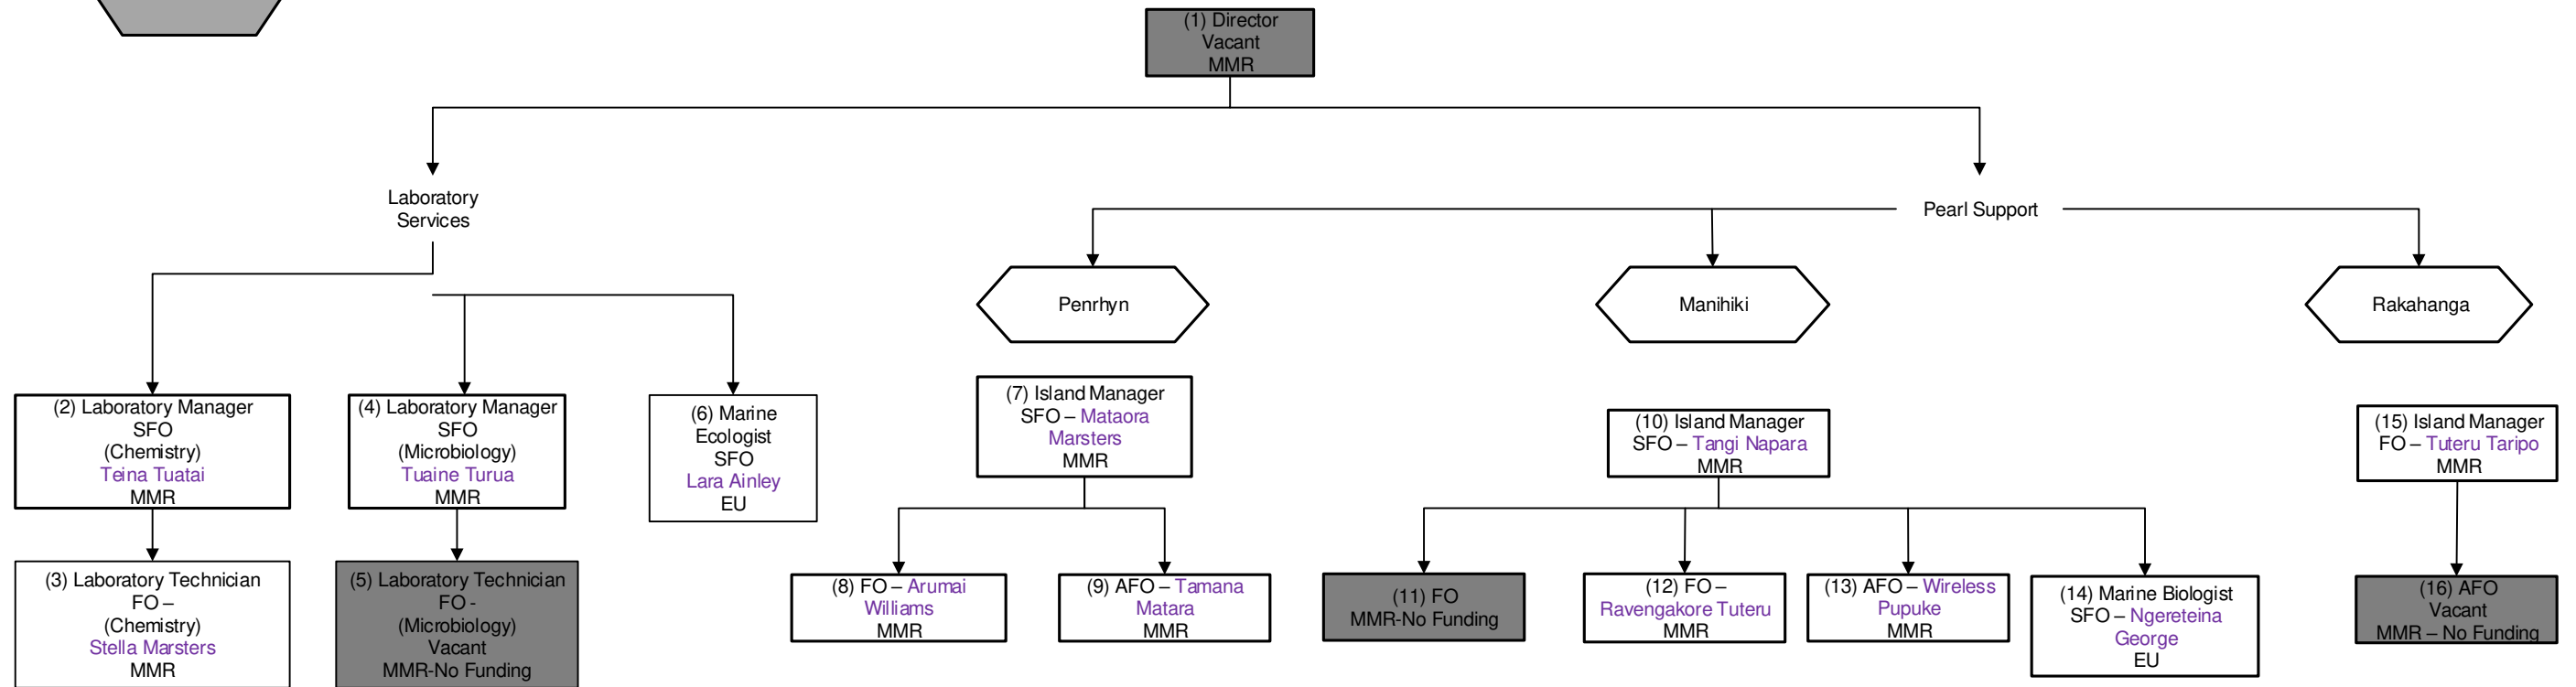 (1) Director
Vacant
MMR
Laboratory
Services
Pearl Support
Penrhyn
Manihiki
Rakahanga
(2) Laboratory Manager
SFO
(Chemistry)
Teina Tuatai
MMR
(4) Laboratory Manager
SFO
(Microbiology)
Tuaine Turua
MMR
(6) Marine
Ecologist
SFO
Lara Ainley
EU
(7) Island Manager
SFO – Mataora
Marsters
MMR
(10) Island Manager
SFO – Tangi Napara
MMR
(15) Island Manager
FO – Tuteru Taripo
MMR
(3) Laboratory Technician
FO –
(Chemistry)
Stella Marsters
MMR
(5) Laboratory Technician
FO -
(Microbiology)
Vacant
MMR-No Funding
(8) FO – Arumai
Williams
MMR
(9) AFO – Tamana
Matara
MMR
(11) FO
MMR-No Funding
(12) FO –
Ravengakore Tuteru
MMR
(13) AFO – Wireless
Pupuke
MMR
(14) Marine Biologist
SFO – Ngereteina
George
EU
(16) AFO
Vacant
MMR – No Funding